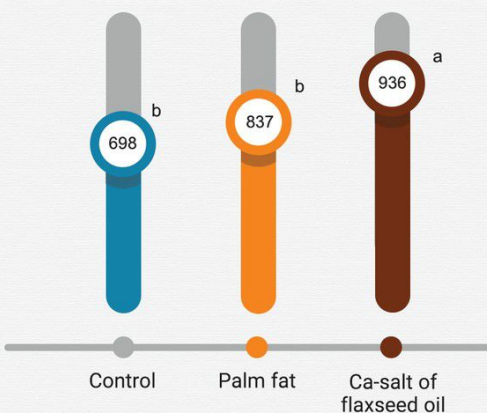 a
b
b
936
837
698
Control
Palm fat
Ca-salt of
flaxseed oil